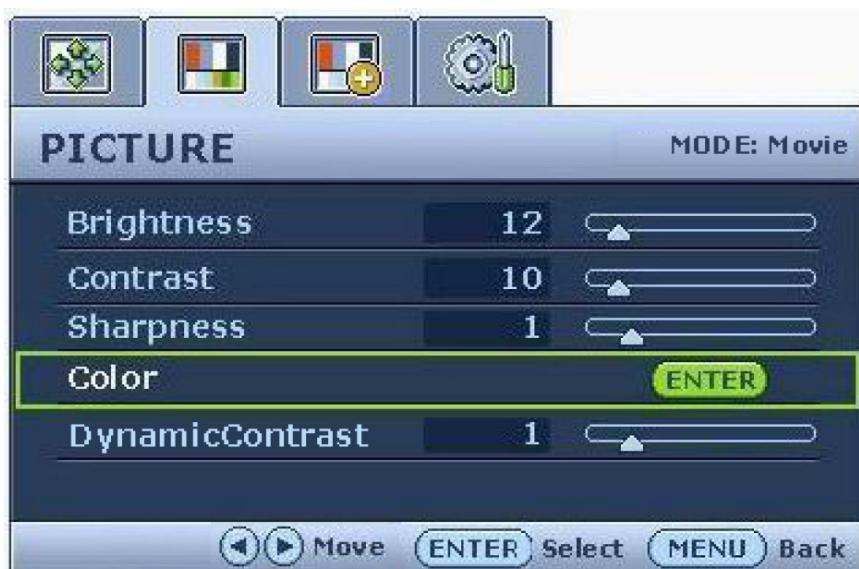 PICTURE MODE: Movie
Brightness 12
Contrast 10
Sharpness 1
Color ENTER
DynamicContrast 1
Move ENTER Select MENU Back